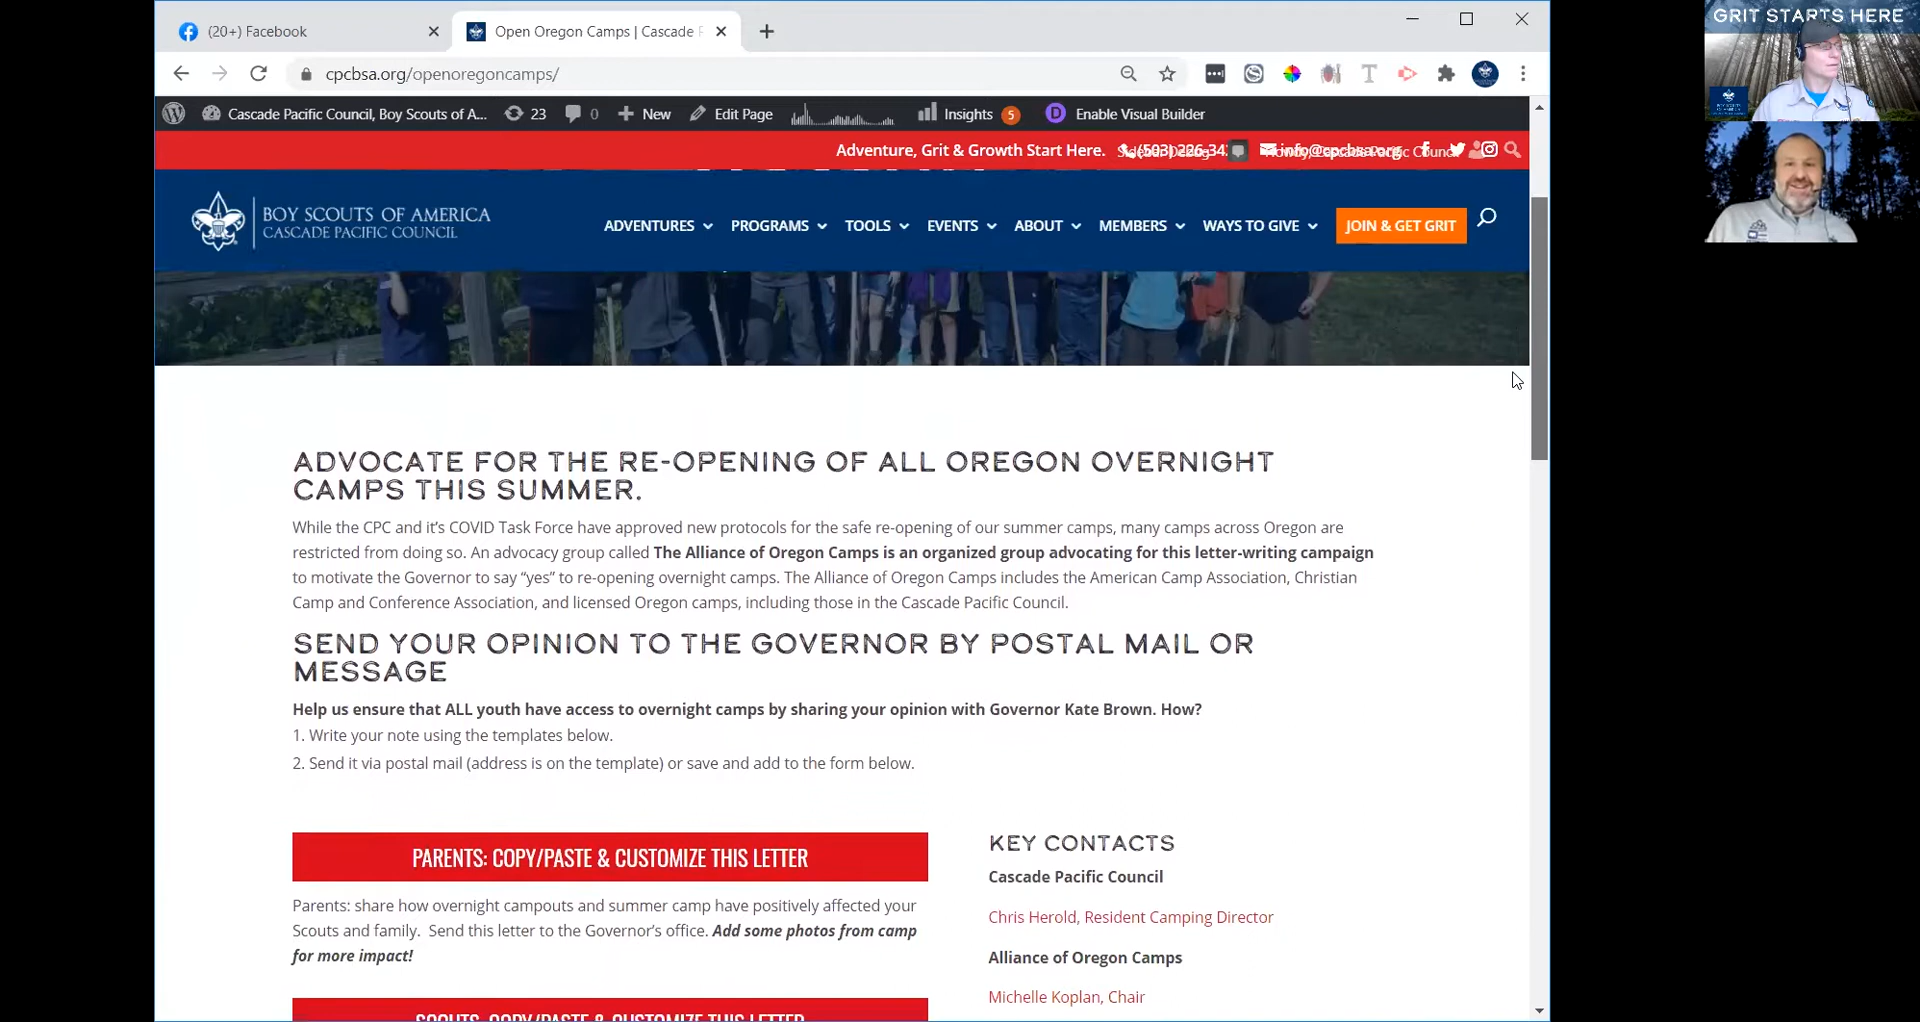 (20+) Facebook
Open Oregon Camps | Cascade P
cpcbsa.org/openoregoncamps/
Cascade Pacific Council, Boy Scouts of A... 23 0 New Edit Page Insights 5 Enable Visual Builder
Adventure, Grit & Growth Start Here. (503) 226-34 info@cpcbsa.org
BOY SCOUTS OF AMERICA
CASCADE PACIFIC COUNCIL
ADVENTURES PROGRAMS TOOLS EVENTS ABOUT MEMBERS WAYS TO GIVE JOIN & GET GRIT
ADVOCATE FOR THE RE-OPENING OF ALL OREGON OVERNIGHT
CAMPS THIS SUMMER.
While the CPC and it's COVID Task Force have approved new protocols for the safe re-opening of our summer camps, many camps across Oregon are
restricted from doing so. An advocacy group called The Alliance of Oregon Camps is an organized group advocating for this letter-writing campaign
to motivate the Governor to say “yes” to re-opening overnight camps. The Alliance of Oregon Camps includes the American Camp Association, Christian
Camp and Conference Association, and licensed Oregon camps, including those in the Cascade Pacific Council.
SEND YOUR OPINION TO THE GOVERNOR BY POSTAL MAIL OR
MESSAGE
Help us ensure that ALL youth have access to overnight camps by sharing your opinion with Governor Kate Brown. How?
1. Write your note using the templates below.
2. Send it via postal mail (address is on the template) or save and add to the form below.
PARENTS: COPY/PASTE & CUSTOMIZE THIS LETTER
Parents: share how overnight campouts and summer camp have positively affected your
Scouts and family. Send this letter to the Governor's office. Add some photos from camp
for more impact!
SCOUTS: COPY/PASTE & CUSTOMIZE THIS LETTER
KEY CONTACTS
Cascade Pacific Council
Chris Herold, Resident Camping Director
Alliance of Oregon Camps
Michelle Koplan, Chair
GRIT STARTS HERE